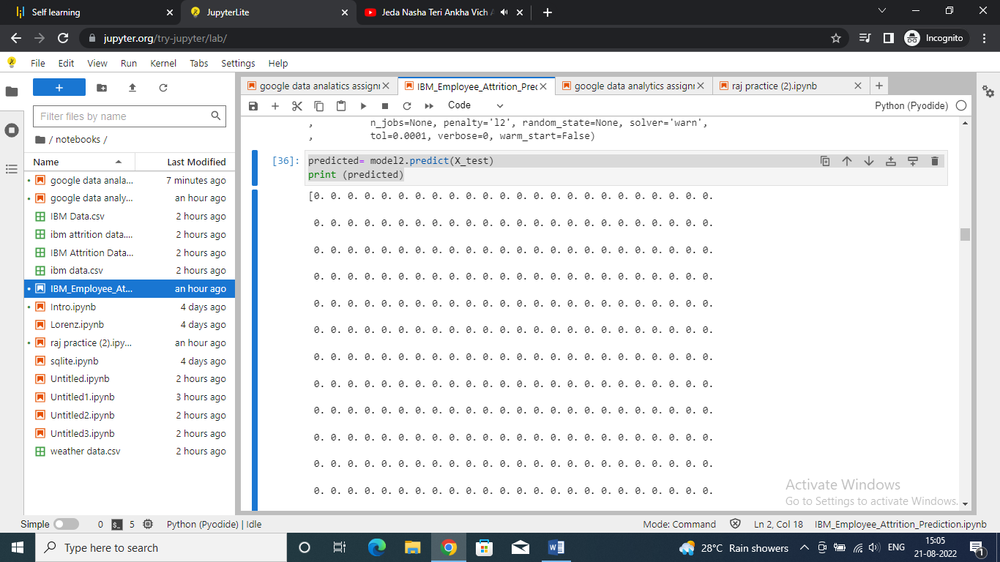 Self learning
JupyterLite
Jeda Nasha Teri Ankha Vich
jupyter.org/try-jupyter/lab/
Incognito
File Edit View Run Kernel Tabs Settings Help
google data analatics assign
IBM_Employee_Attrition_Pre
google data analytics assign
raj practice (2).ipynb
Filter files by name
Code
Python (Pyodide)
/ notebooks /
Name Last Modified
google data anala... 7 minutes ago
google data analy... an hour ago
IBM Data.csv 2 hours ago
ibm attrition data.... 2 hours ago
IBM Attrition Data... 2 hours ago
ibm data.csv 2 hours ago
IBM_Employee_At... an hour ago
Intro.ipynb 4 days ago
Lorenz.ipynb 4 days ago
raj practice (2).ipy... an hour ago
sqlite.ipynb 4 days ago
Untitled.ipynb 2 hours ago
Untitled1.ipynb 3 hours ago
Untitled2.ipynb 2 hours ago
Untitled3.ipynb 2 hours ago
weather data.csv 2 hours ago
, n_jobs=None, penalty='l2', random_state=None, solver='warn',
, tol=0.0001, verbose=0, warm_start=False)
[36]: predicted= model2.predict(X_test)
print (predicted)
[0. 0. 0. 0. 0. 0. 0. 0. 0. 0. 0. 0. 0. 0. 0. 0. 0. 0. 0. 0. 0. 0. 0. 0.
0. 0. 0. 0. 0. 0. 0. 0. 0. 0. 0. 0. 0. 0. 0. 0. 0. 0. 0. 0. 0. 0. 0. 0.
0. 0. 0. 0. 0. 0. 0. 0. 0. 0. 0. 0. 0. 0. 0. 0. 0. 0. 0. 0. 0. 0. 0. 0.
0. 0. 0. 0. 0. 0. 0. 0. 0. 0. 0. 0. 0. 0. 0. 0. 0. 0. 0. 0. 0. 0. 0. 0.
0. 0. 0. 0. 0. 0. 0. 0. 0. 0. 0. 0. 0. 0. 0. 0. 0. 0. 0. 0. 0. 0. 0. 0.
0. 0. 0. 0. 0. 0. 0. 0. 0. 0. 0. 0. 0. 0. 0. 0. 0. 0. 0. 0. 0. 0. 0. 0.
0. 0. 0. 0. 0. 0. 0. 0. 0. 0. 0. 0. 0. 0. 0. 0. 0. 0. 0. 0. 0. 0. 0. 0.
0. 0. 0. 0. 0. 0. 0. 0. 0. 0. 0. 0. 0. 0. 0. 0. 0. 0. 0. 0. 0. 0. 0. 0.
0. 0. 0. 0. 0. 0. 0. 0. 0. 0. 0. 0. 0. 0. 0. 0. 0. 0. 0. 0. 0. 0. 0. 0.
0. 0. 0. 0. 0. 0. 0. 0. 0. 0. 0. 0. 0. 0. 0. 0. 0. 0. 0. 0. 0. 0. 0. 0.
0. 0. 0. 0. 0. 0. 0. 0. 0. 0. 0. 0. 0. 0. 0. 0. 0. 0. 0. 0. 0. 0. 0. 0.
0. 0. 0. 0. 0. 0. 0. 0. 0. 0. 0. 0. 0. 0. 0. 0. 0. 0. 0. 0. 0. 0. 0. 0.
Activate Windows
Go to Settings to activate Windows.
Simple 0 $_ 5 Python (Pyodide) | Idle Mode: Command Ln 2, Col 18 IBM_Employee_Attrition_Prediction.ipynb
Type here to search
28°C Rain showers
ENG
15:05
21-08-2022
1